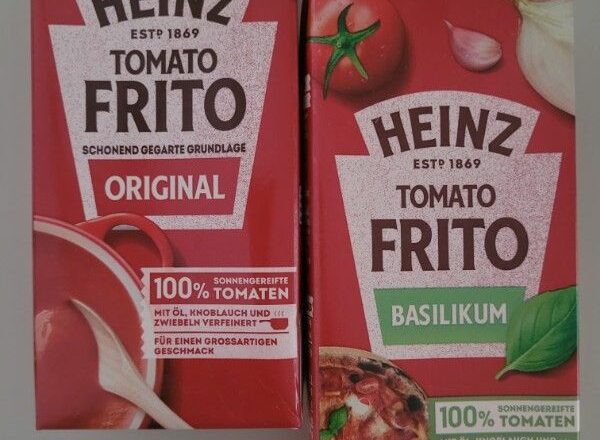 HEINZ
ESTD 1869
TOMATO
FRITO
SCHONEND GEGARTE GRUNDLAGE
ORIGINAL
100% SONNENGEREIFTE
TOMATEN
MIT ÖL, KNOBLAUCH UND
ZWIEBELN VERFEINERT
FÜR EINEN GROSSARTIGEN
GESCHMACK
HEINZ
ESTD 1869
TOMATO
FRITO
BASILIKUM
100% SONNENGEREIFTE
TOMATEN